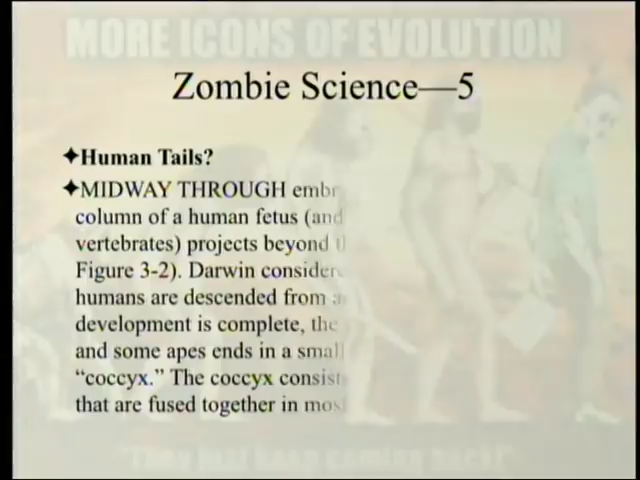 MORE ICONS OF EVOLUTION
Zombie Science—5
✦Human Tails?
✦MIDWAY THROUGH embr
column of a human fetus (and
vertebrates) projects beyond
Figure 3-2). Darwin consider
humans are descended from a
development is complete, the
and some apes ends in a small
“coccyx.” The coccyx consist
that are fused together in mos
"They just keep coming back!"